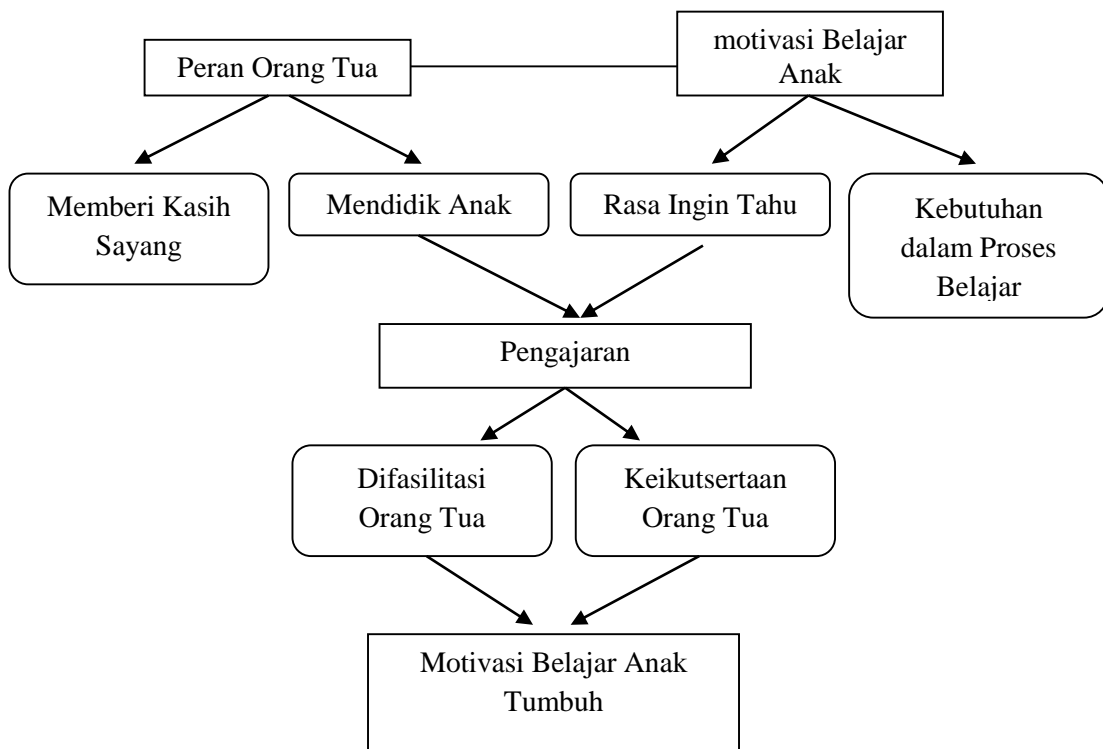 Peran Orang Tua
motivasi Belajar
Anak
Memberi Kasih
Sayang
Mendidik Anak
Rasa Ingin Tahu
Kebutuhan
dalam Proses
Belajar
Pengajaran
Difasilitasi
Orang Tua
Keikutsertaan
Orang Tua
Motivasi Belajar Anak
Tumbuh